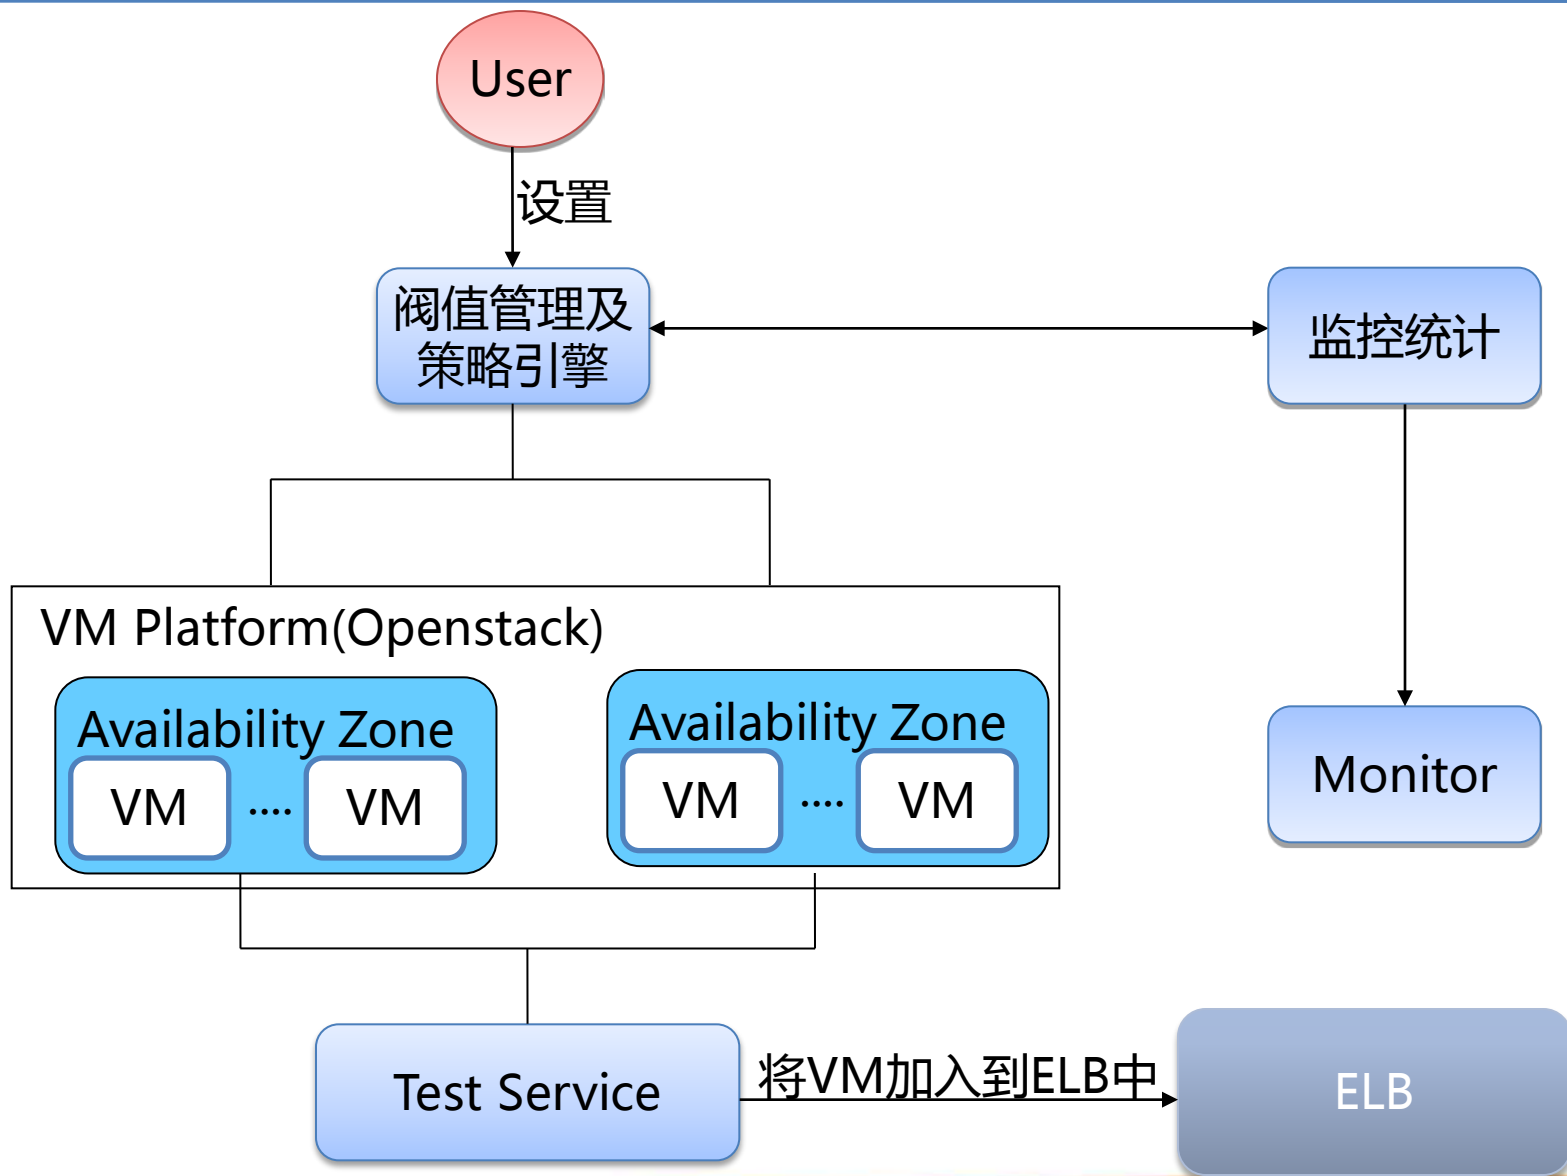 User
设置
阀值管理及
策略引擎
监控统计
VM Platform(Openstack)
Availability Zone
VM .... VM
Availability Zone
VM .... VM
Monitor
Test Service
将VM加入到ELB中
ELB